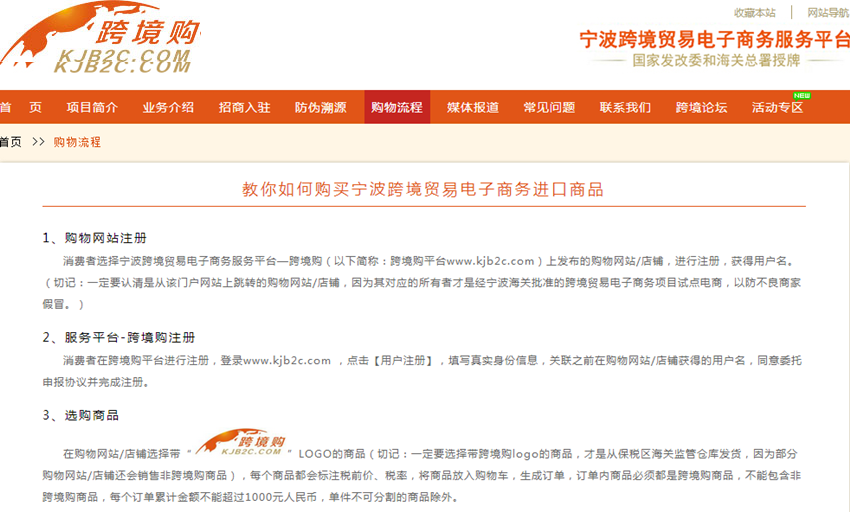 跨境购
KJB2C.COM
收藏本站 | 网站导航
宁波跨境贸易电子商务服务平台
国家发改委和海关总署授牌
首 页 项目简介 业务介绍 招商入驻 防伪溯源 购物流程 媒体报道 常见问题 联系我们 跨境论坛 活动专区 NEW
首页 >> 购物流程
教你如何购买宁波跨境贸易电子商务进口商品
1、购物网站注册
消费者选择宁波跨境贸易电子商务服务平台—跨境购（以下简称：跨境购平台www.kjb2c.com）上发布的购物网站/店铺，进行注册，获得用户名。
（切记：一定要认清是从该门户网站上跳转的购物网站/店铺，因为其对应的所有者才是经宁波海关批准的跨境贸易电子商务项目试点电商，以防不良商家
假冒。）
2、服务平台-跨境购注册
消费者在跨境购平台进行注册，登录www.kjb2c.com ，点击【用户注册】，填写真实身份信息，关联之前在购物网站/店铺获得的用户名，同意委托
申报协议并完成注册。
3、选购商品
在购物网站/店铺选择带 “ 跨境购 KJB2C.COM ” LOGO的商品（切记：一定要选择带跨境购logo的商品，才是从保税区海关监管仓库发货，因为部分
购物网站/店铺还会销售非跨境购商品），每个商品都会标注税前价、税率，将商品放入购物车，生成订单，订单内商品必须都是跨境购商品，不能包含非
跨境购商品，每个订单累计金额不能超过1000元人民币，单件不可分割的商品除外。